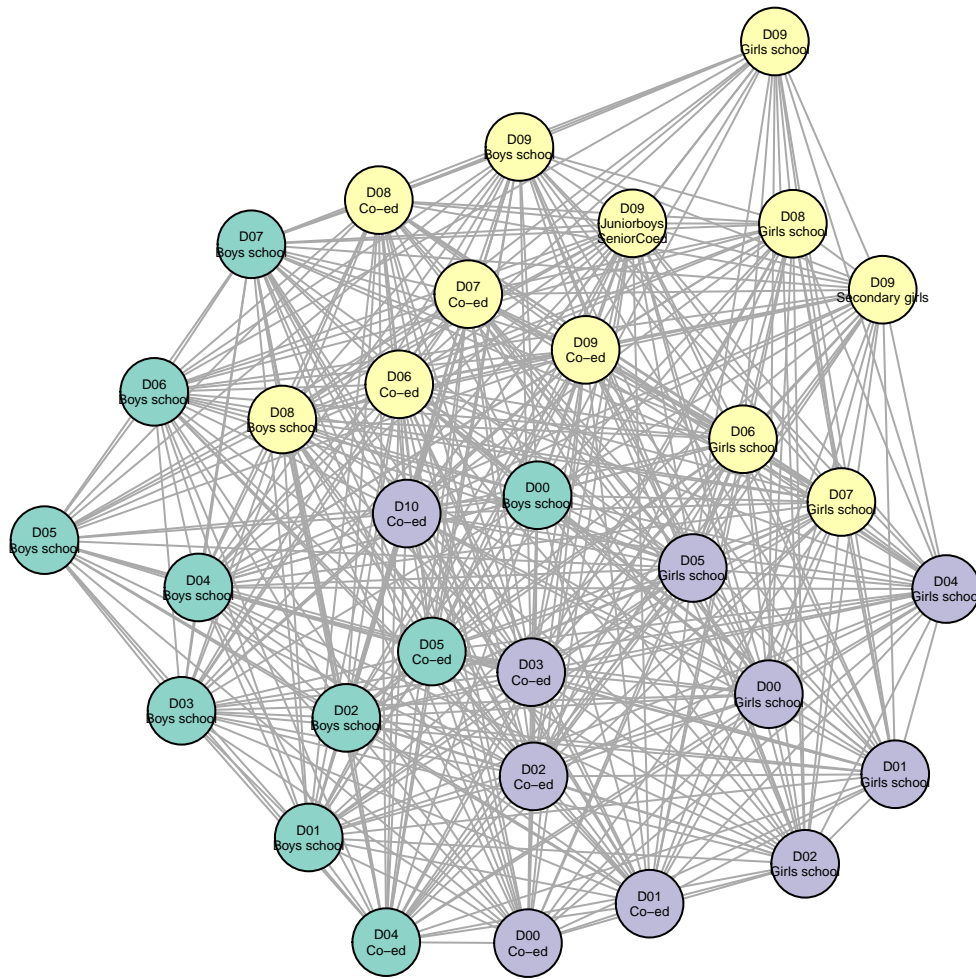 D09
Girls school
D09
Boys school
D08
Co−ed
D09
Juniorboys
SeniorCoed
D08
Girls school
D07
Boys school
D07
Co−ed
D09
Secondary girls
D09
Co−ed
D06
Boys school
D06
Co−ed
D08
Boys school
D06
Girls school
D00
Boys school
D07
Girls school
D10
Co−ed
D05
Boys school
D05
Girls school
D04
Boys school
D04
Girls school
D05
Co−ed
D03
Co−ed
D00
Girls school
D03
Boys school
D02
Boys school
D02
Co−ed
D01
Girls school
D01
Boys school
D02
Girls school
D01
Co−ed
D04
Co−ed
D00
Co−ed